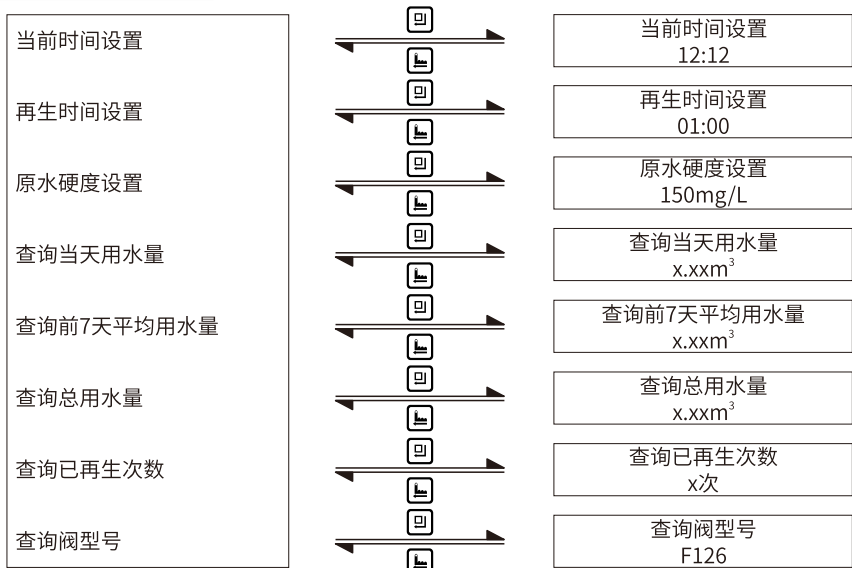 当前时间设置
当前时间设置
12:12
再生时间设置
再生时间设置
01:00
原水硬度设置
原水硬度设置
150mg/L
查询当天用水量
查询当天用水量
x.xxm³
查询前7天平均用水量
查询前7天平均用水量
x.xxm³
查询总用水量
查询总用水量
x.xxm³
查询已再生次数
查询已再生次数
x次
查询阀型号
查询阀型号
F126